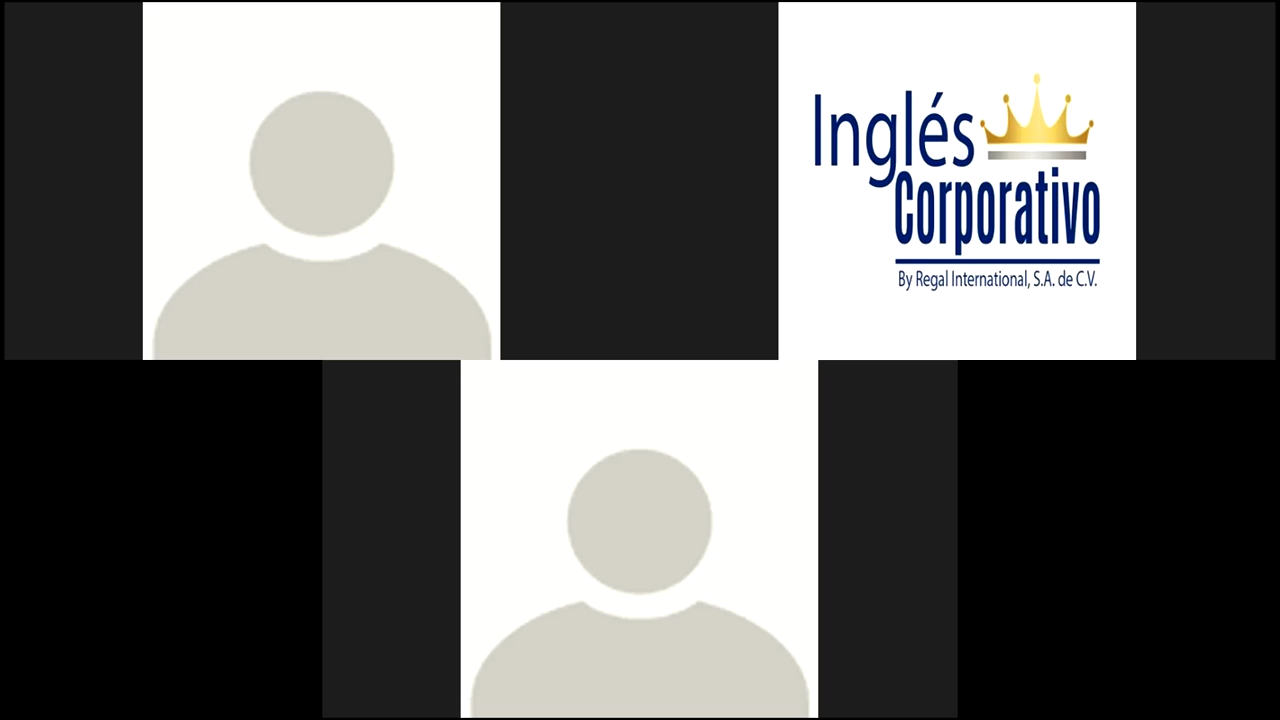 Inglés
Corporativo
By Regal International, S.A. de C.V.